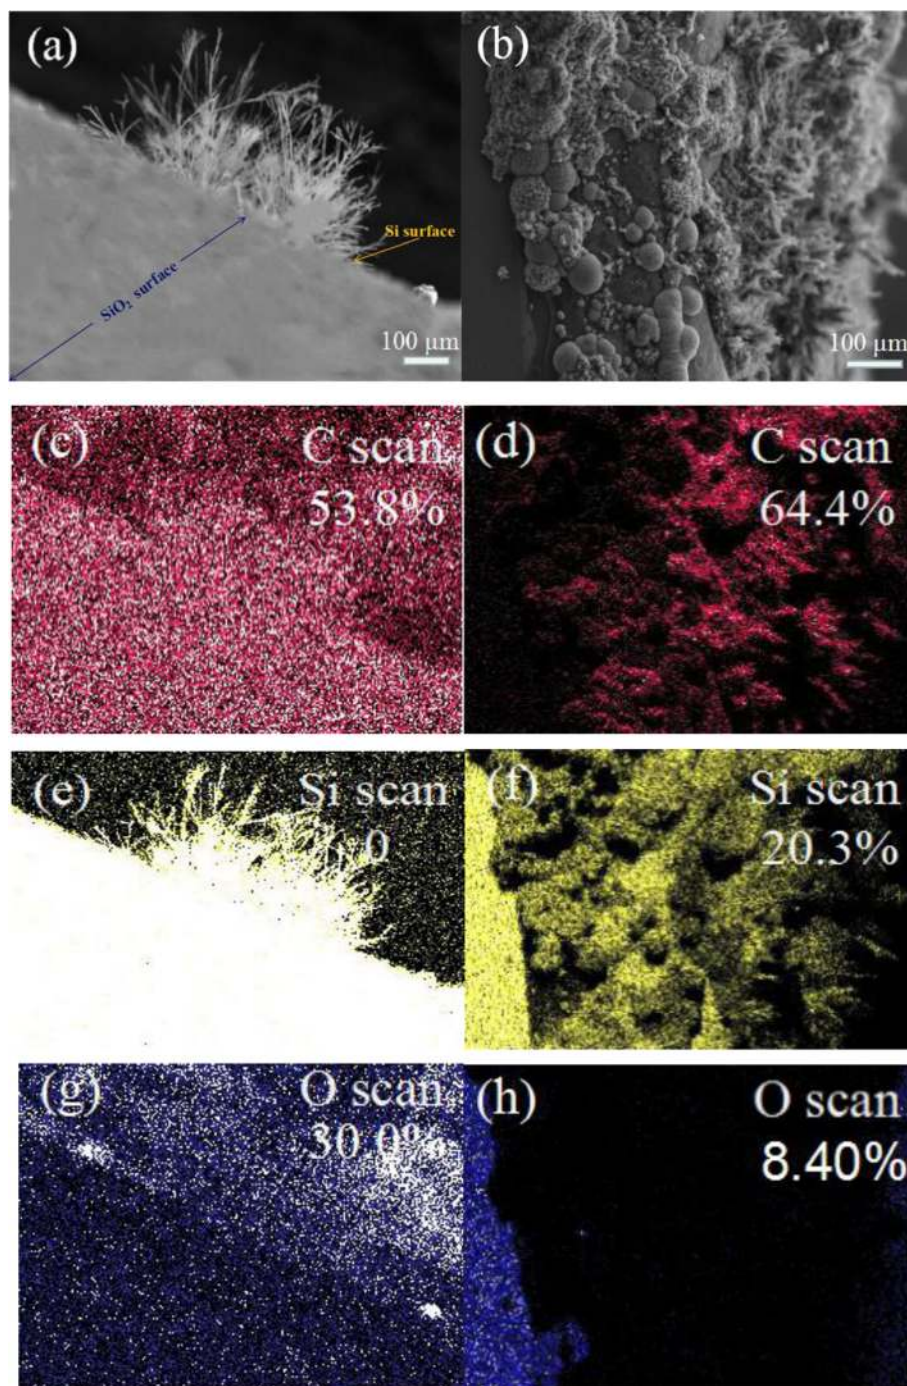 (a)
(b)
Si surface
SiO₂ surface
100 μm
100 μm
(c)
C scan
53.8%
(d)
C scan
64.4%
(e)
Si scan
0
(f)
Si scan
20.3%
(g)
O scan
30.0%
(h)
O scan
8.40%